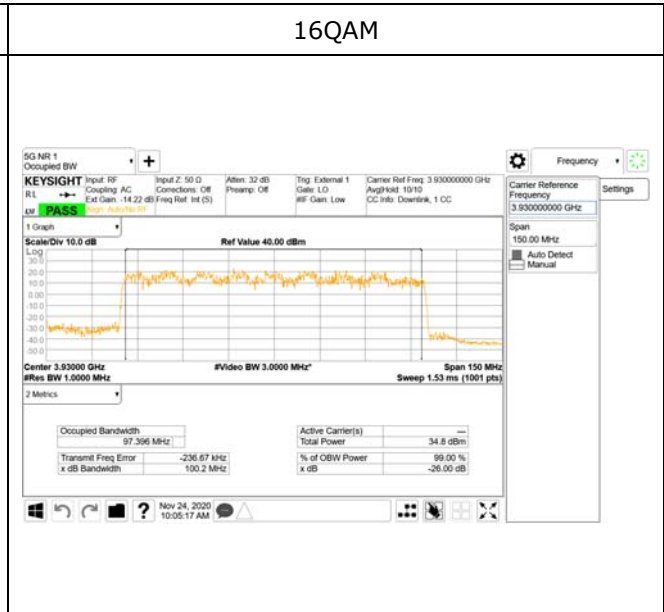 16QAM
5G NR 1
Occupied BW
Frequency
KEYSIGHT Input: RF Input Z: 50 Ω Atten: 32 dB Trig: External 1 Carrier Ref Freq: 3.930000000 GHz
RL Coupling: AC Corrections: Off Preamp: Off Gate: LO Avg|Hold: 10/10
Ext Gain: -14.22 dB Freq Ref: Int (S) #IF Gain: Low CC Info: Downlink, 1 CC
PASS Align: Auto/No RF
Carrier Reference Frequency
3.930000000 GHz
Settings
Span
150.00 MHz
Auto Detect
Manual
1 Graph
Scale/Div 10.0 dB Ref Value 40.00 dBm
Log
30.0
20.0
10.0
0.00
-10.0
-20.0
-30.0
-40.0
-50.0
Center 3.93000 GHz #Video BW 3.0000 MHz* Span 150 MHz
#Res BW 1.0000 MHz Sweep 1.53 ms (1001 pts)
2 Metrics
Occupied Bandwidth
97.396 MHz
Active Carrier(s) ---
Total Power 34.8 dBm
Transmit Freq Error -236.67 kHz
x dB Bandwidth 100.2 MHz
% of OBW Power 99.00 %
x dB -26.00 dB
?
Nov 24, 2020
10:05:17 AM